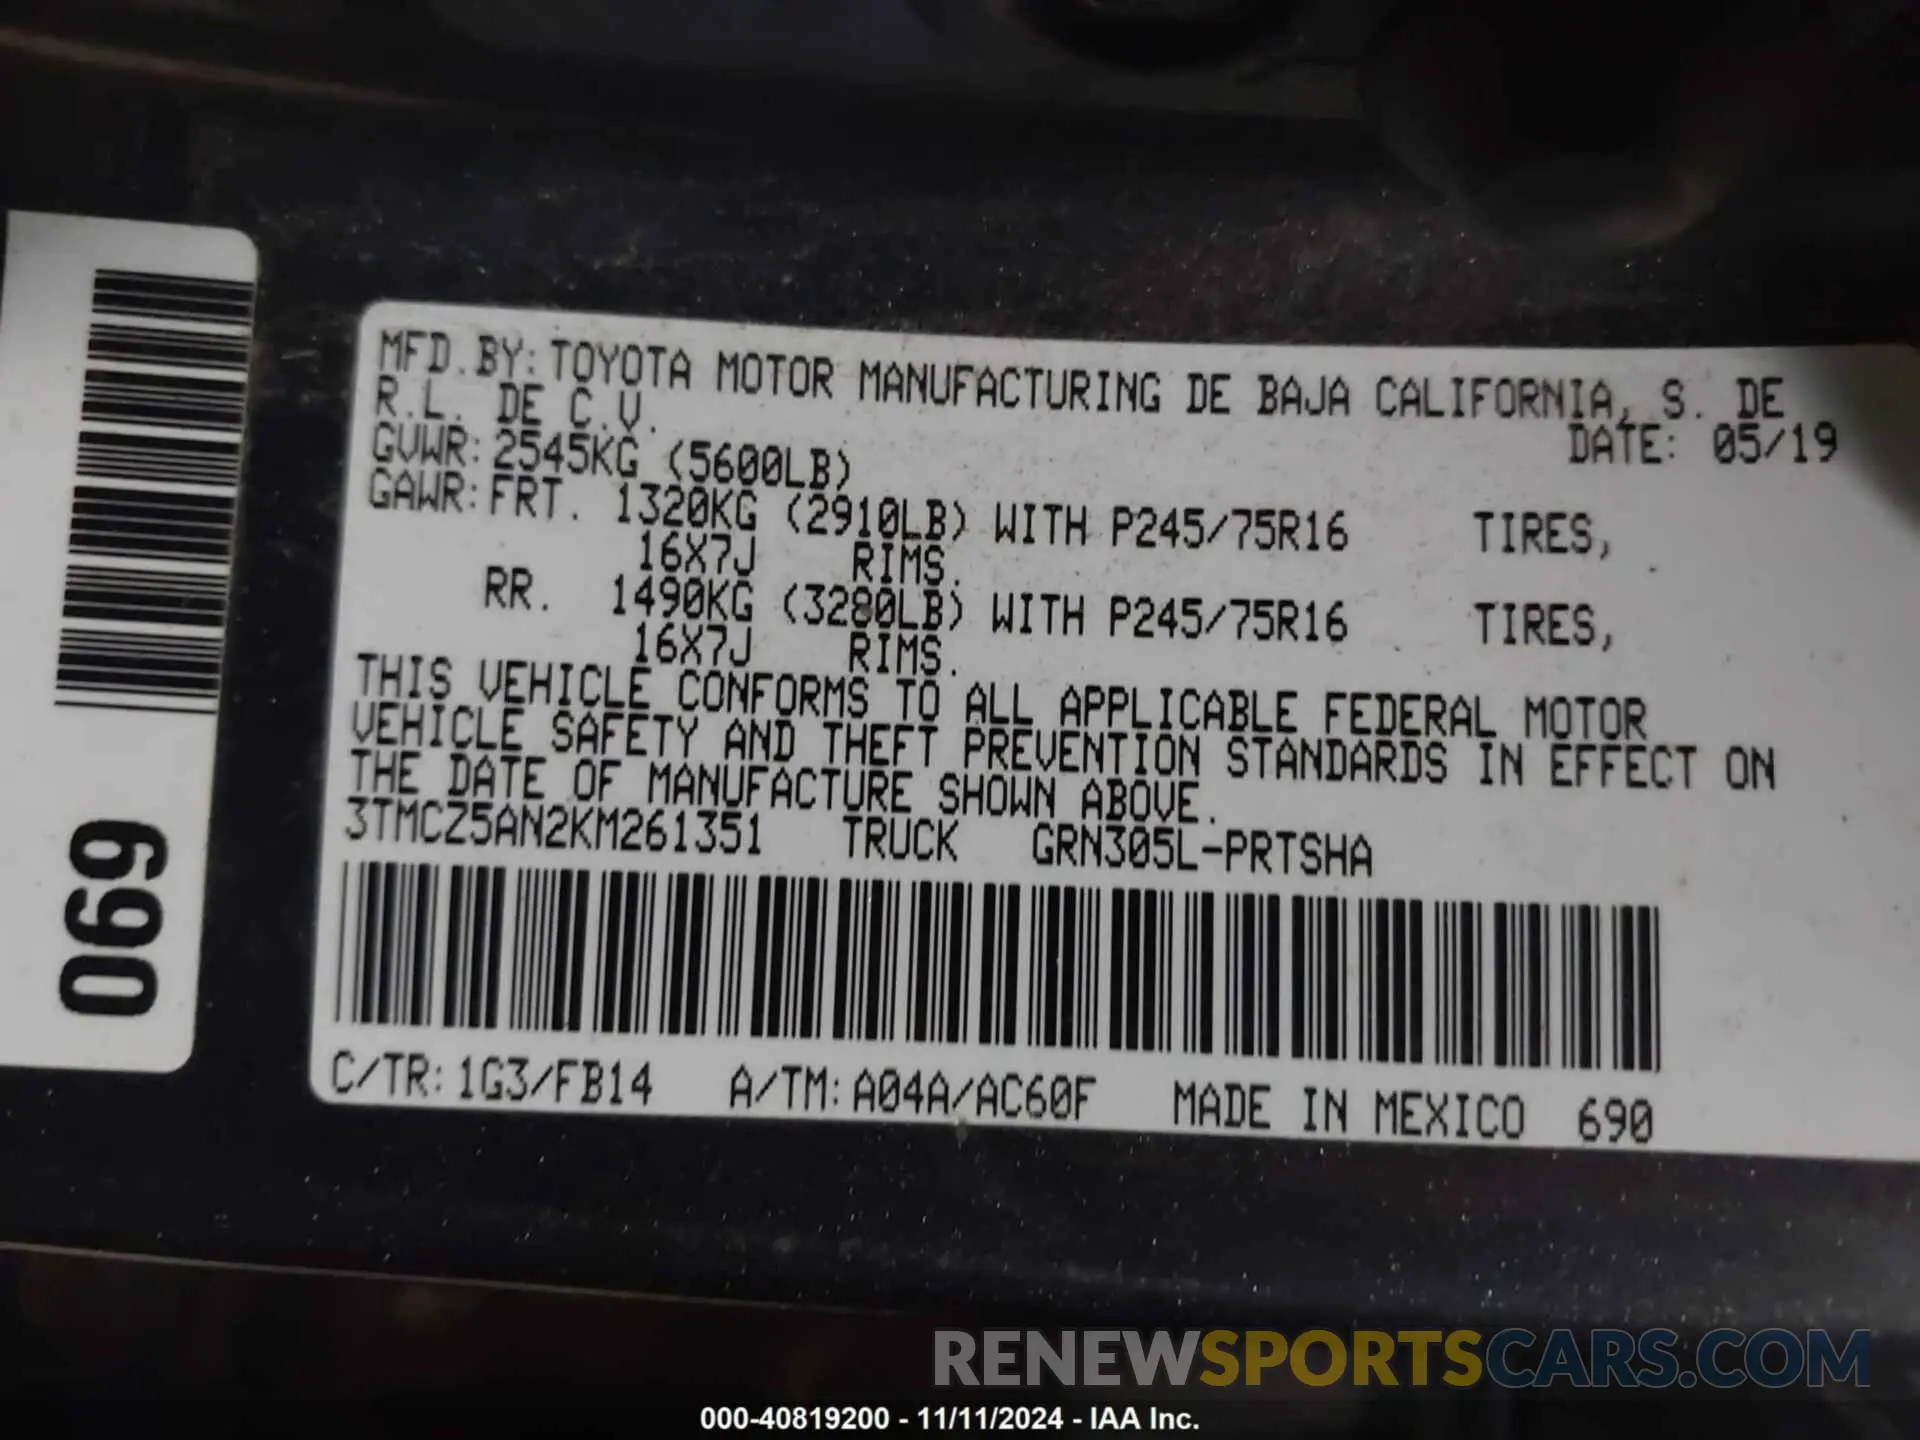 MFD.BY:TOYOTA MOTOR MANUFACTURING DE BAJA CALIFORNIA, S. DE
R.L. DE C.V.
DATE: 05/19
GVWR:2545KG (5600LB)
GAWR:FRT. 1320KG (2910LB) WITH P245/75R16 TIRES,
16X7J RIMS.
RR. 1490KG (3280LB) WITH P245/75R16 TIRES,
16X7J RIMS.
THIS VEHICLE CONFORMS TO ALL APPLICABLE FEDERAL MOTOR
VEHICLE SAFETY AND THEFT PREVENTION STANDARDS IN EFFECT ON
THE DATE OF MANUFACTURE SHOWN ABOVE.
3TMCZ5AN2KM261351 TRUCK GRN305L-PRTSHA
C/TR:1G3/FB14 A/TM:A04A/AC60F MADE IN MEXICO 690
069
RENEWSPORTSCARS.COM
000-40819200 - 11/11/2024 - IAA Inc.